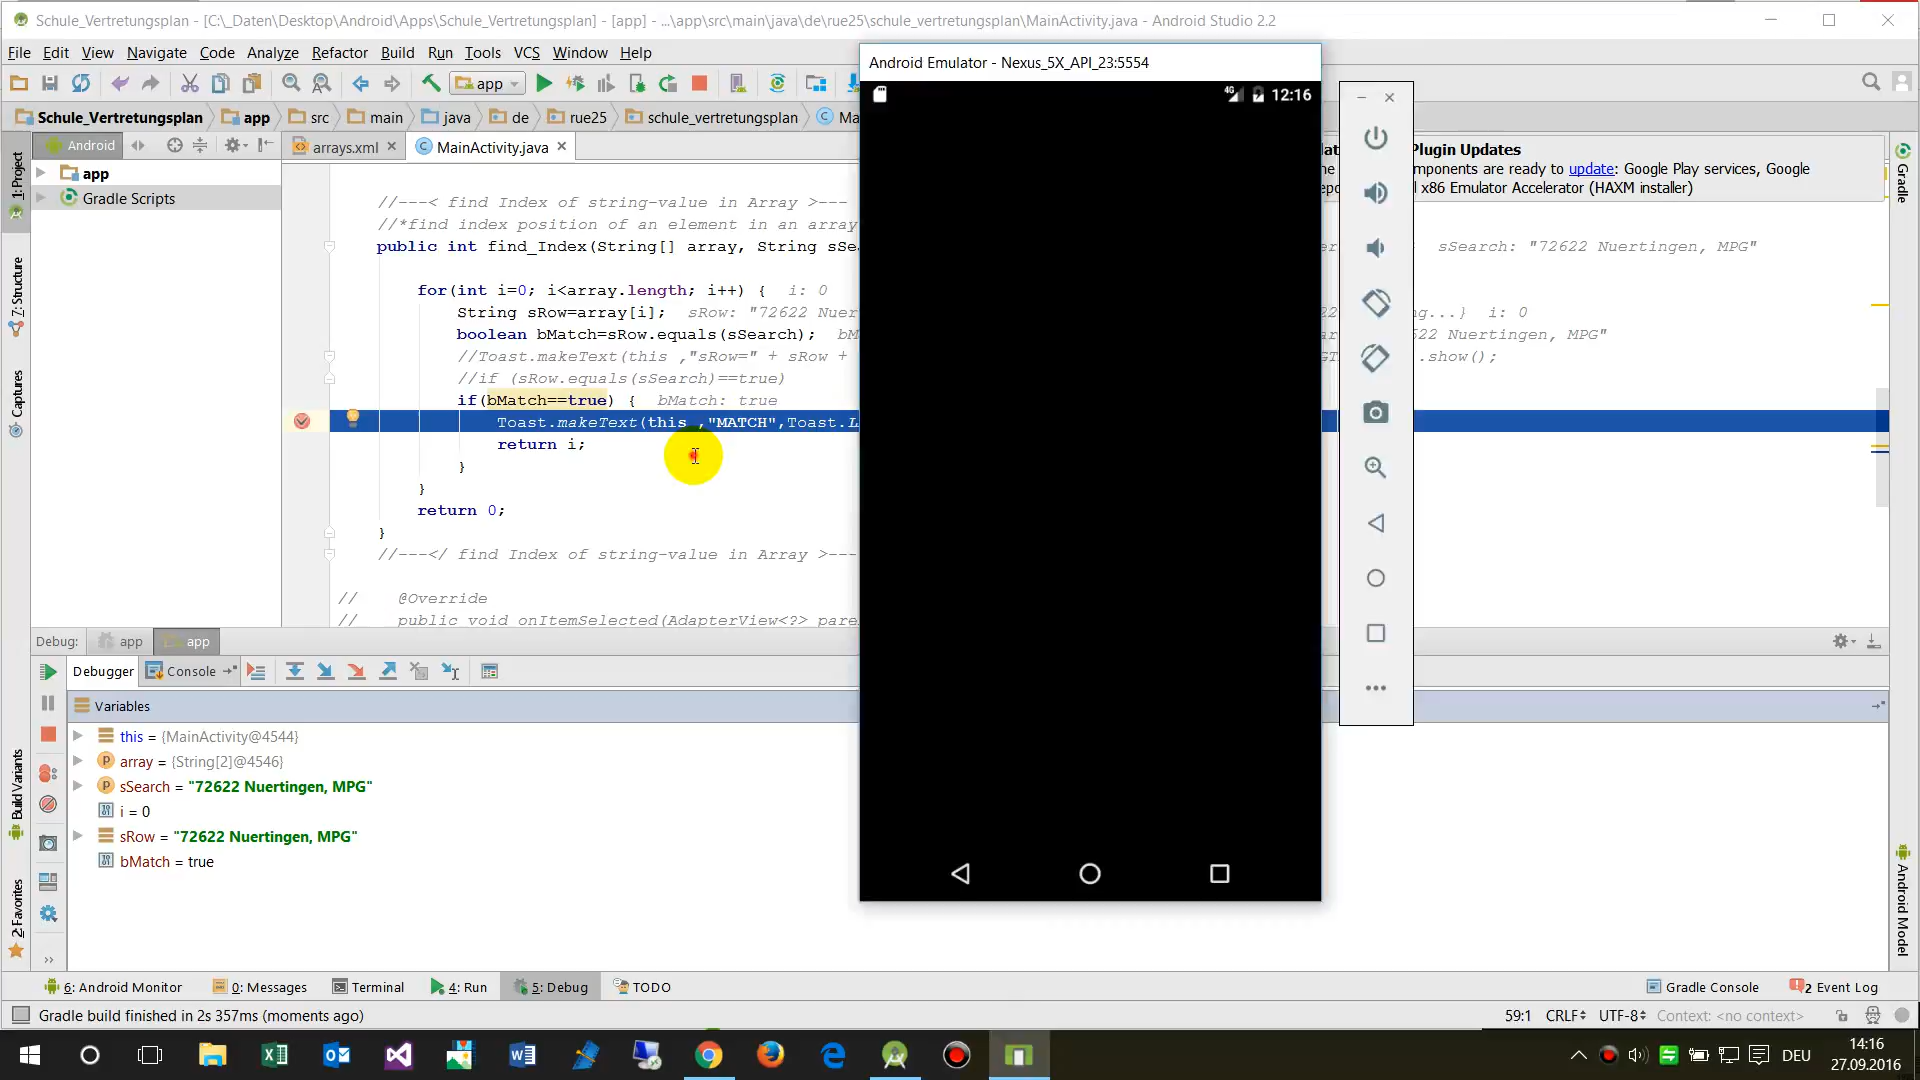 Schule_Vertretungsplan - [C:\_Daten\Desktop\Android\Apps\Schule_Vertretungsplan] - [app] - ...\app\src\main\java\de\rue25\schule_vertretungsplan\MainActivity.java - Android Studio 2.2
File Edit View Navigate Code Analyze Refactor Build Run Tools VCS Window Help
app
Schule_Vertretungsplan app src main java de rue25 schule_vertretungsplan Ma
Android arrays.xml MainActivity.java
1: Project
7: Structure
Captures
Build Variants
2: Favorites
app
Gradle Scripts
//---< find Index of string-value in Array >---
//*find index position of an element in an array
public int find_Index(String[] array, String sSe sSearch: "72622 Nuertingen, MPG"
for(int i=0; i<array.length; i++) { i: 0
String sRow=array[i]; sRow: "72622 Nuer g...} i: 0
boolean bMatch=sRow.equals(sSearch); bM 622 Nuertingen, MPG"
//Toast.makeText(this ,"sRow=" + sRow + .show();
//if (sRow.equals(sSearch)==true)
if(bMatch==true) { bMatch: true
Toast.makeText(this ,"MATCH",Toast.L
return i;
}
}
return 0;
}
//---</ find Index of string-value in Array >---
// @Override
// public void onItemSelected(AdapterView<?> pare
Plugin Updates
mponents are ready to update: Google Play services, Google
l x86 Emulator Accelerator (HAXM installer)
Gradle
Android Model
Android Emulator - Nexus_5X_API_23:5554
4G 12:16
Debug: app app
Debugger Console
Variables
this = {MainActivity@4544}
array = {String[2]@4546}
sSearch = "72622 Nuertingen, MPG"
i = 0
sRow = "72622 Nuertingen, MPG"
bMatch = true
6: Android Monitor 0: Messages Terminal 4: Run 5: Debug TODO Gradle Console 2 Event Log
Gradle build finished in 2s 357ms (moments ago) 59:1 CRLF UTF-8 Context: <no context>
DEU
14:16
27.09.2016